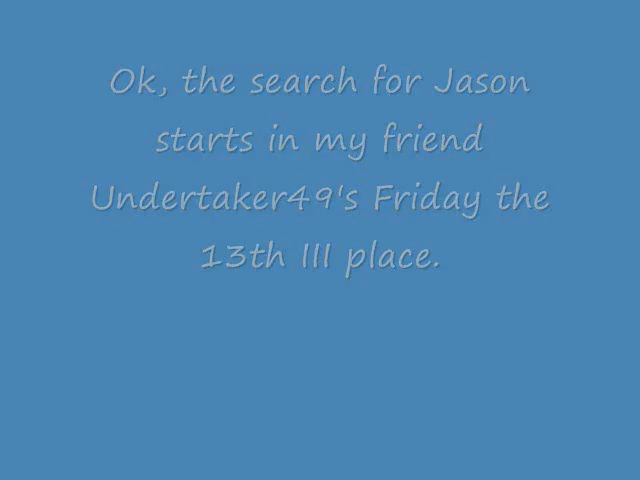 Ok, the search for Jason
starts in my friend
Undertaker49's Friday the
13th III place.